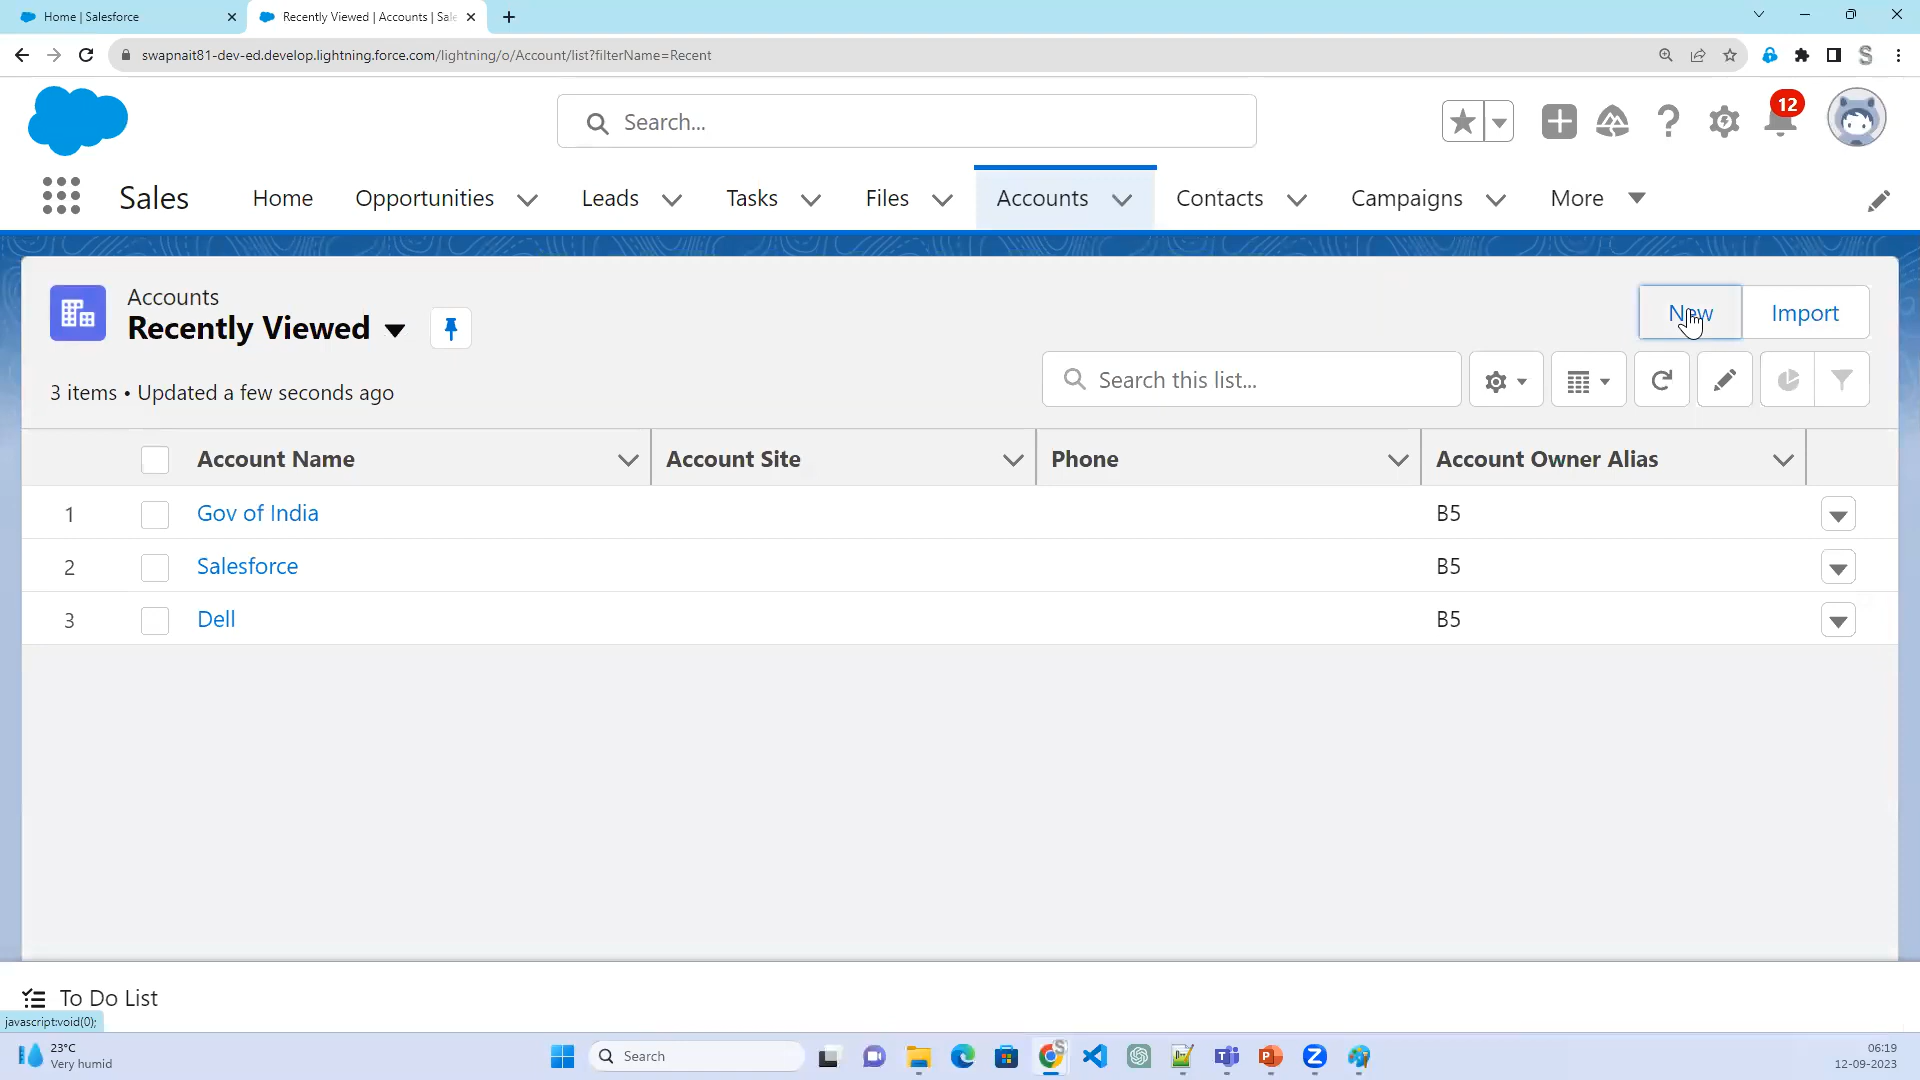 Home | Salesforce
Recently Viewed | Accounts | Sale
swapnait81-dev-ed.develop.lightning.force.com/lightning/o/Account/list?filterName=Recent
Search...
12
Sales
Home
Opportunities
Leads
Tasks
Files
Accounts
Contacts
Campaigns
More
Accounts
Recently Viewed
New
Import
3 items • Updated a few seconds ago
Search this list...
Account Name
Account Site
Phone
Account Owner Alias
1 Gov of India B5
2 Salesforce B5
3 Dell B5
To Do List
javascript:void(0);
23°C
Very humid
Search
06:19
12-09-2023